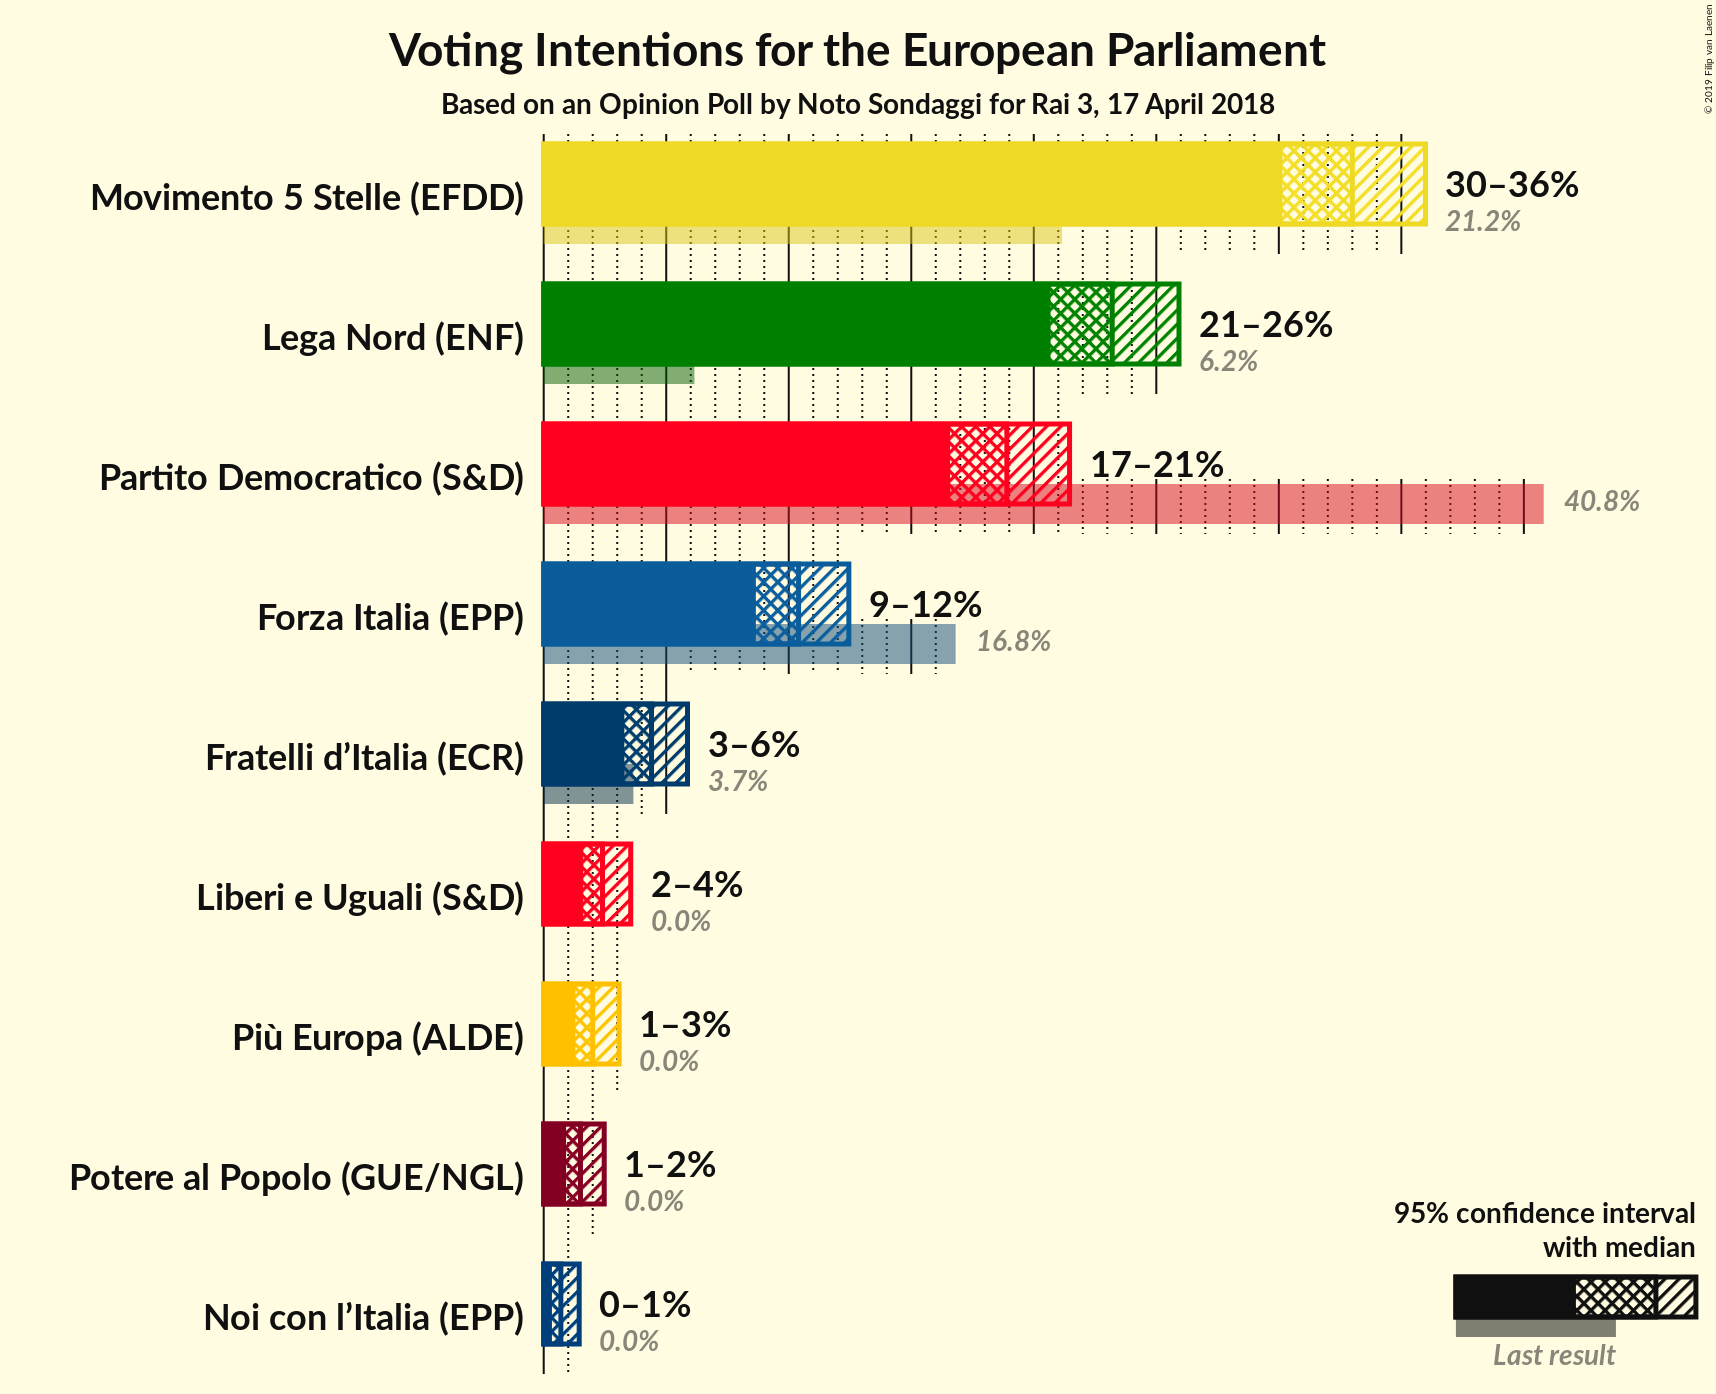 Voting Intentions for the European Parliament
Based on an Opinion Poll by Noto Sondaggi for Rai 3, 17 April 2018
© 2019 Filip van Laenen
Movimento 5 Stelle (EFDD)
30–36%
21.2%
Lega Nord (ENF)
21–26%
6.2%
Partito Democratico (S&D)
17–21%
40.8%
Forza Italia (EPP)
9–12%
16.8%
Fratelli d’Italia (ECR)
3–6%
3.7%
Liberi e Uguali (S&D)
2–4%
0.0%
Più Europa (ALDE)
1–3%
0.0%
Potere al Popolo (GUE/NGL)
1–2%
0.0%
Noi con l’Italia (EPP)
0–1%
0.0%
95% confidence interval
with median
Last result